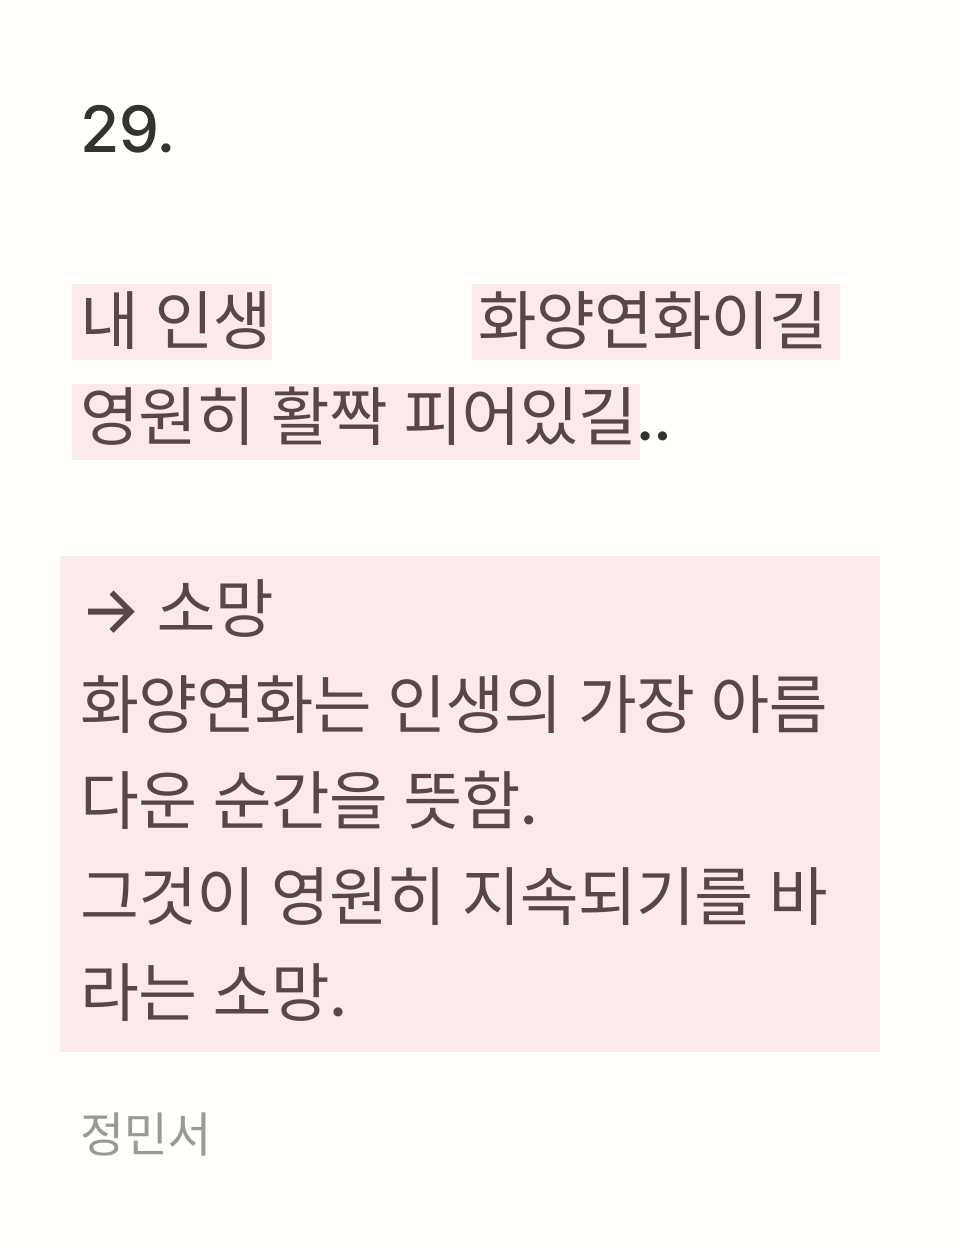 29.
내 인생 화양연화이길
영원히 활짝 피어있길..
→ 소망
화양연화는 인생의 가장 아름
다운 순간을 뜻함.
그것이 영원히 지속되기를 바
라는 소망.
정민서